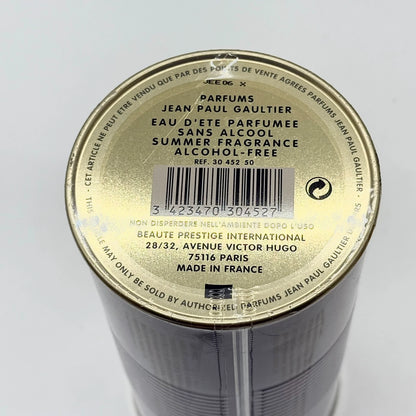 JEE 06 X
PARFUMS
JEAN PAUL GAULTIER
EAU D'ETE PARFUMEE
SANS ALCOOL
SUMMER FRAGRANCE
ALCOHOL-FREE
REF. 30 452 50
3 423470 304527
NON DISPERDERE NELL'AMBIENTE DOPO L'USO
BEAUTE PRESTIGE INTERNATIONAL
28/32, AVENUE VICTOR HUGO
75116 PARIS
MADE IN FRANCE
CET ARTICLE NE PEUT ETRE VENDU QUE PAR DES POINTS DE VENTE AGREES PARFUMS JEAN PAUL GAULTIER
THIS MAY ONLY BE SOLD BY AUTHORIZED PARFUMS JEAN PAUL GAULTIER